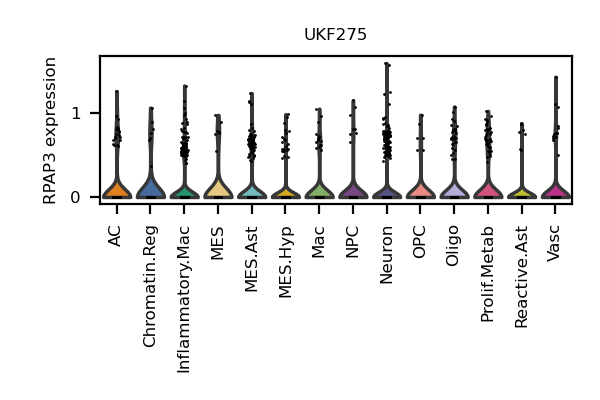 UKF275
RPAP3 expression
1
0
AC
Chromatin.Reg
Inflammatory.Mac
MES
MES.Ast
MES.Hyp
Mac
NPC
Neuron
OPC
Oligo
Prolif.Metab
Reactive.Ast
Vasc